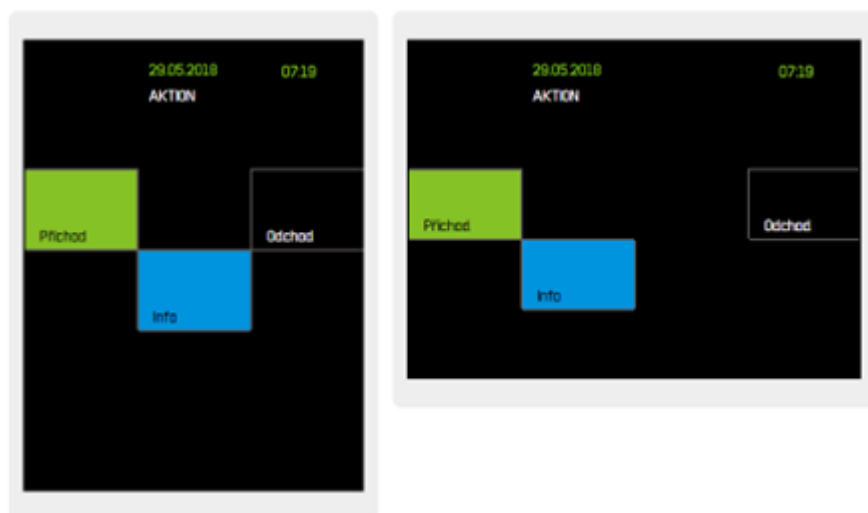 29.05.2018 07:19
AKTION
Příchod
Odchod
Info
29.05.2018 07:19
AKTION
Příchod
Odchod
Info